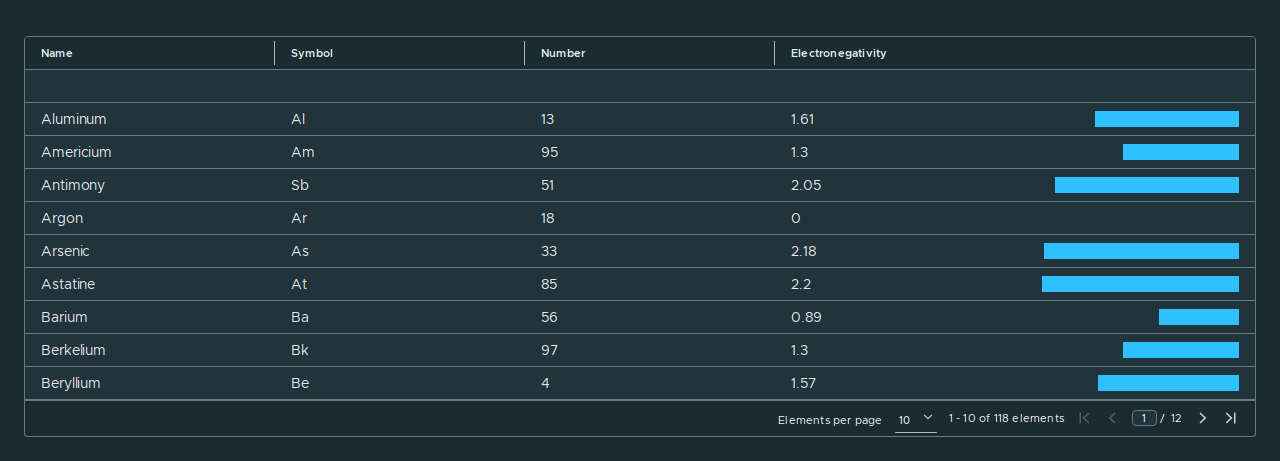 Name Symbol Number Electronegativity
Aluminum Al 13 1.61
Americium Am 95 1.3
Antimony Sb 51 2.05
Argon Ar 18 0
Arsenic As 33 2.18
Astatine At 85 2.2
Barium Ba 56 0.89
Berkelium Bk 97 1.3
Beryllium Be 4 1.57
Elements per page 10 1 - 10 of 118 elements 1 / 12